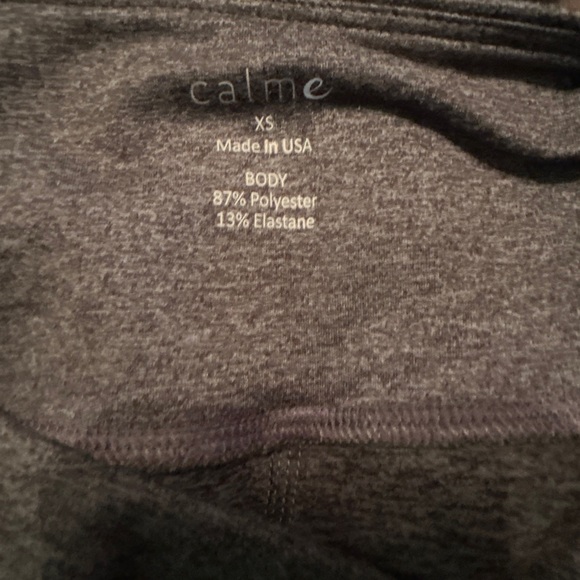 calme
XS
Made In USA
BODY
87% Polyester
13% Elastane